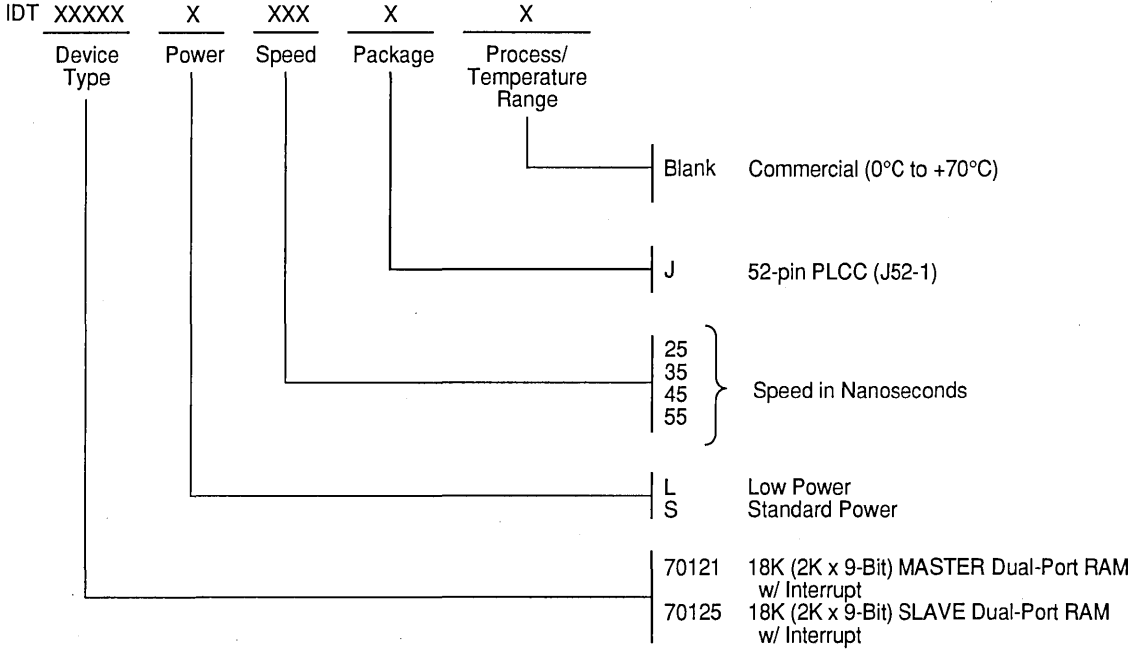 IDT XXXXX X XXX X X
Device Type Power Speed Package Process/ Temperature Range
Blank Commercial (0°C to +70°C)
J 52-pin PLCC (J52-1)
25
35
45
55
Speed in Nanoseconds
L Low Power
S Standard Power
70121 18K (2K x 9-Bit) MASTER Dual-Port RAM
w/ Interrupt
70125 18K (2K x 9-Bit) SLAVE Dual-Port RAM
w/ Interrupt